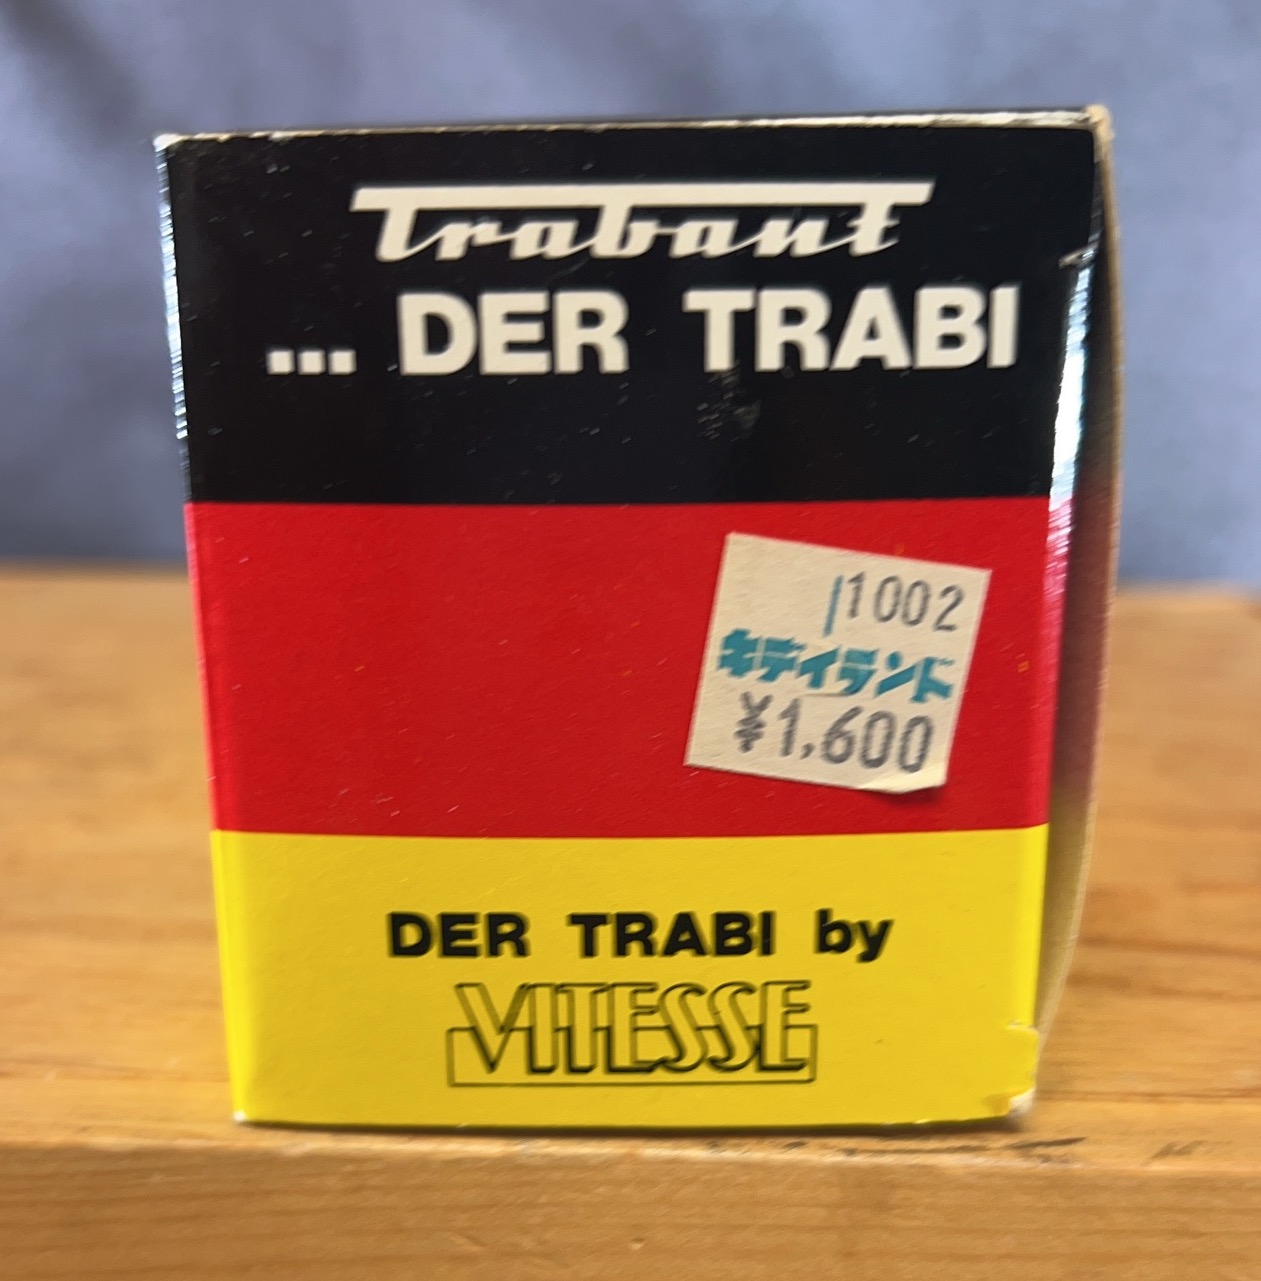 Trabant
... DER TRABI
1002
キデイランド
¥1,600
DER TRABI by
VITESSE